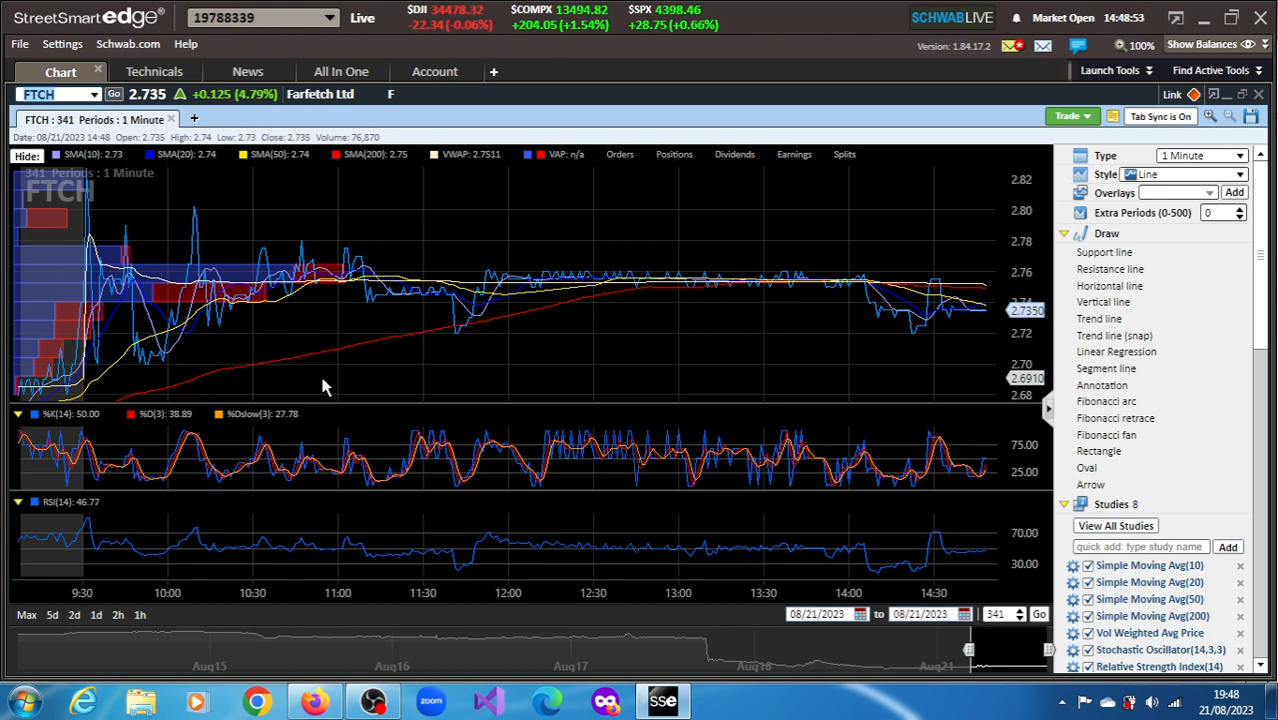 StreetSmart edge 19788339 Live $DJI 34478.32 $COMPX 13494.82 $SPX 4398.46 SCHWABLIVE Market Open 14:48:53
-22.34 (-0.06%) +204.05 (+1.54%) +28.75 (+0.66%)
File Settings Schwab.com Help Version: 1.84.17.2 100% Show Balances
Chart Technicals News All In One Account + Launch Tools Find Active Tools
FTCH Go 2.735 +0.125 (4.79%) Farfetch Ltd F Link
FTCH : 341 Periods : 1 Minute + Trade Tab Sync is On
Date: 08/21/2023 14:48 Open: 2.735 High: 2.74 Low: 2.73 Close: 2.735 Volume: 76,870
Hide: SMA(10): 2.73 SMA(20): 2.74 SMA(50): 2.74 SMA(200): 2.75 VWAP: 2.7511 VAP: n/a Orders Positions Dividends Earnings Splits
341 Periods : 1 Minute
FTCH
2.82
2.80
2.78
2.76
2.74
2.7350
2.72
2.70
2.6910
2.68
%K(14): 50.00 %D(3): 38.89 %Dslow(3): 27.78
75.00
25.00
RSI(14): 46.77
70.00
30.00
9:30 10:00 10:30 11:00 11:30 12:00 12:30 13:00 13:30 14:00 14:30
Max 5d 2d 1d 2h 1h 08/21/2023 to 08/21/2023 341 Go
Aug15 Aug16 Aug17 Aug18 Aug21
Type 1 Minute
Style Line
Overlays Add
Extra Periods (0-500) 0
Draw
Support line
Resistance line
Horizontal line
Vertical line
Trend line
Trend line (snap)
Linear Regression
Segment line
Annotation
Fibonacci arc
Fibonacci retrace
Fibonacci fan
Rectangle
Oval
Arrow
Studies 8
View All Studies
quick add: type study name Add
Simple Moving Avg(10)
Simple Moving Avg(20)
Simple Moving Avg(50)
Simple Moving Avg(200)
Vol Weighted Avg Price
Stochastic Oscillator(14,3,3)
Relative Strength Index(14)
zoom sse 19:48
21/08/2023